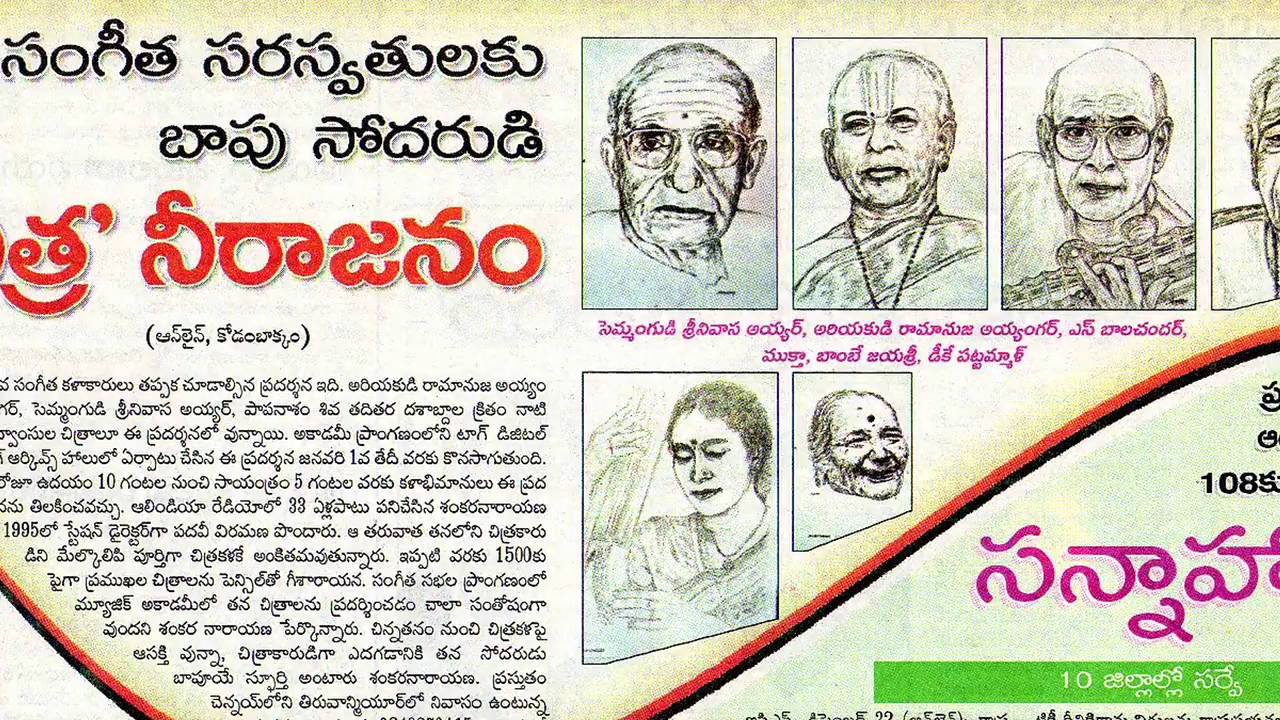 సంగీత సరస్వతులకు
బాపు సోదరుడి
నీరాజనం
(ఆన్‌లైన్, కోడంబాక్కం)
సంగీత కళాకారులు తప్పక చూడాల్సిన ప్రదర్శన ఇది. అరియకుడి రామానుజ అయ్యం
గర్, సెమ్మంగుడి శ్రీనివాస అయ్యర్, పాపనాశం శివ తదితర దశాబ్దాల క్రితం నాటి
చిత్రాలూ ఈ ప్రదర్శనలో వున్నాయి. అకాడమీ ప్రాంగణంలోని టాగ్ డిజిటల్
ఆర్కివ్స్ హాలులో ఏర్పాటు చేసిన ఈ ప్రదర్శన జనవరి 1వ తేదీ వరకు కొనసాగుతుంది.
ఉదయం 10 గంటల నుంచి సాయంత్రం 5 గంటల వరకు కళాభిమానులు ఈ ప్రద
తిలకించవచ్చు. ఆలిండియా రేడియోలో 33 ఏళ్లపాటు పనిచేసిన శంకరనారాయణ
1995లో స్టేషన్ డైరెక్టర్‌గా పదవీ విరమణ పొందారు. ఆ తరువాత తనలోని చిత్రకారు
డిని మేల్కొలిపి పూర్తిగా చిత్రకళకే అంకితమవుతున్నారు. ఇప్పటి వరకు 1500కు
పైగా ప్రముఖుల చిత్రాలను పెన్సిల్‌తో గీశారాయన. సంగీత సభల ప్రాంగణంలో
మ్యూజిక్ అకాడమీలో తన చిత్రాలను ప్రదర్శించడం చాలా సంతోషంగా
వుందని శంకర నారాయణ పేర్కొన్నారు. చిన్నతనం నుంచి చిత్రకళపై
ఆసక్తి వున్నా, చిత్రాకారుడిగా ఎదగడానికి తన సోదరుడు
బాపూయే స్ఫూర్తి అంటారు శంకరనారాయణ. ప్రస్తుతం
చెన్నయ్‌లోని తిరువాన్మియూర్‌లో నివాసం ఉంటున్న
సెమ్మంగుడి శ్రీనివాస అయ్యర్, అరియకుడి రామానుజ అయ్యంగర్, ఎస్ బాలచందర్,
ముక్తా, బాంబే జయశ్రీ, డీకే పట్టమ్మాళ్
108కు
సన్నాహా
10 జిల్లాల్లో సర్వే